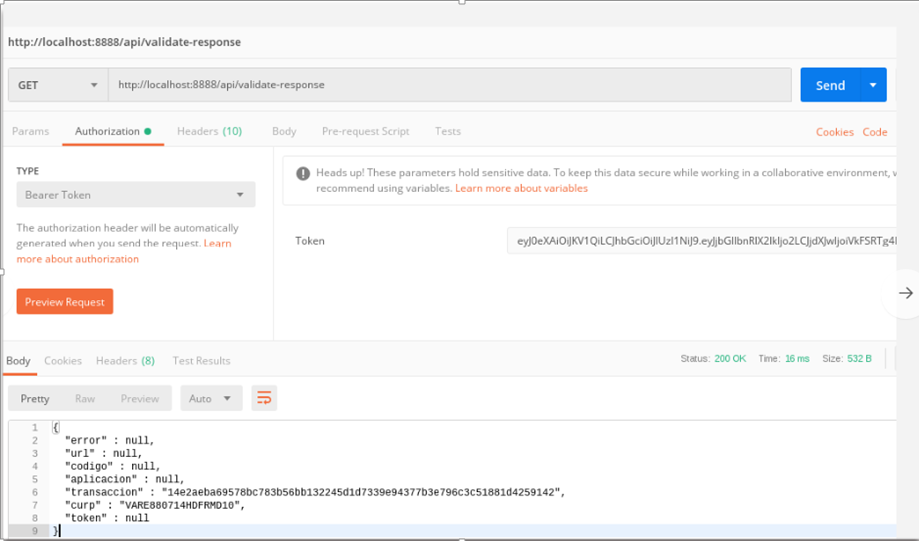 http://localhost:8888/api/validate-response
GET http://localhost:8888/api/validate-response Send
Params Authorization Headers (10) Body Pre-request Script Tests Cookies Code
TYPE
Bearer Token
The authorization header will be automatically
generated when you send the request. Learn
more about authorization
Preview Request
Heads up! These parameters hold sensitive data. To keep this data secure while working in a collaborative environment, w
recommend using variables. Learn more about variables
Token
Body Cookies Headers (8) Test Results Status: 200 OK Time: 16 ms Size: 532 B
Pretty Raw Preview Auto
1 {
2 "error" : null,
3 "url" : null,
4 "codigo" : null,
5 "aplicacion" : null,
6 "transaccion" : "14e2aeba69578bc783b56bb132245d1d7339e94377b3e796c3c51881d4259142",
7 "curp" : "VARE880714HDFRMD10",
8 "token" : null
9 }